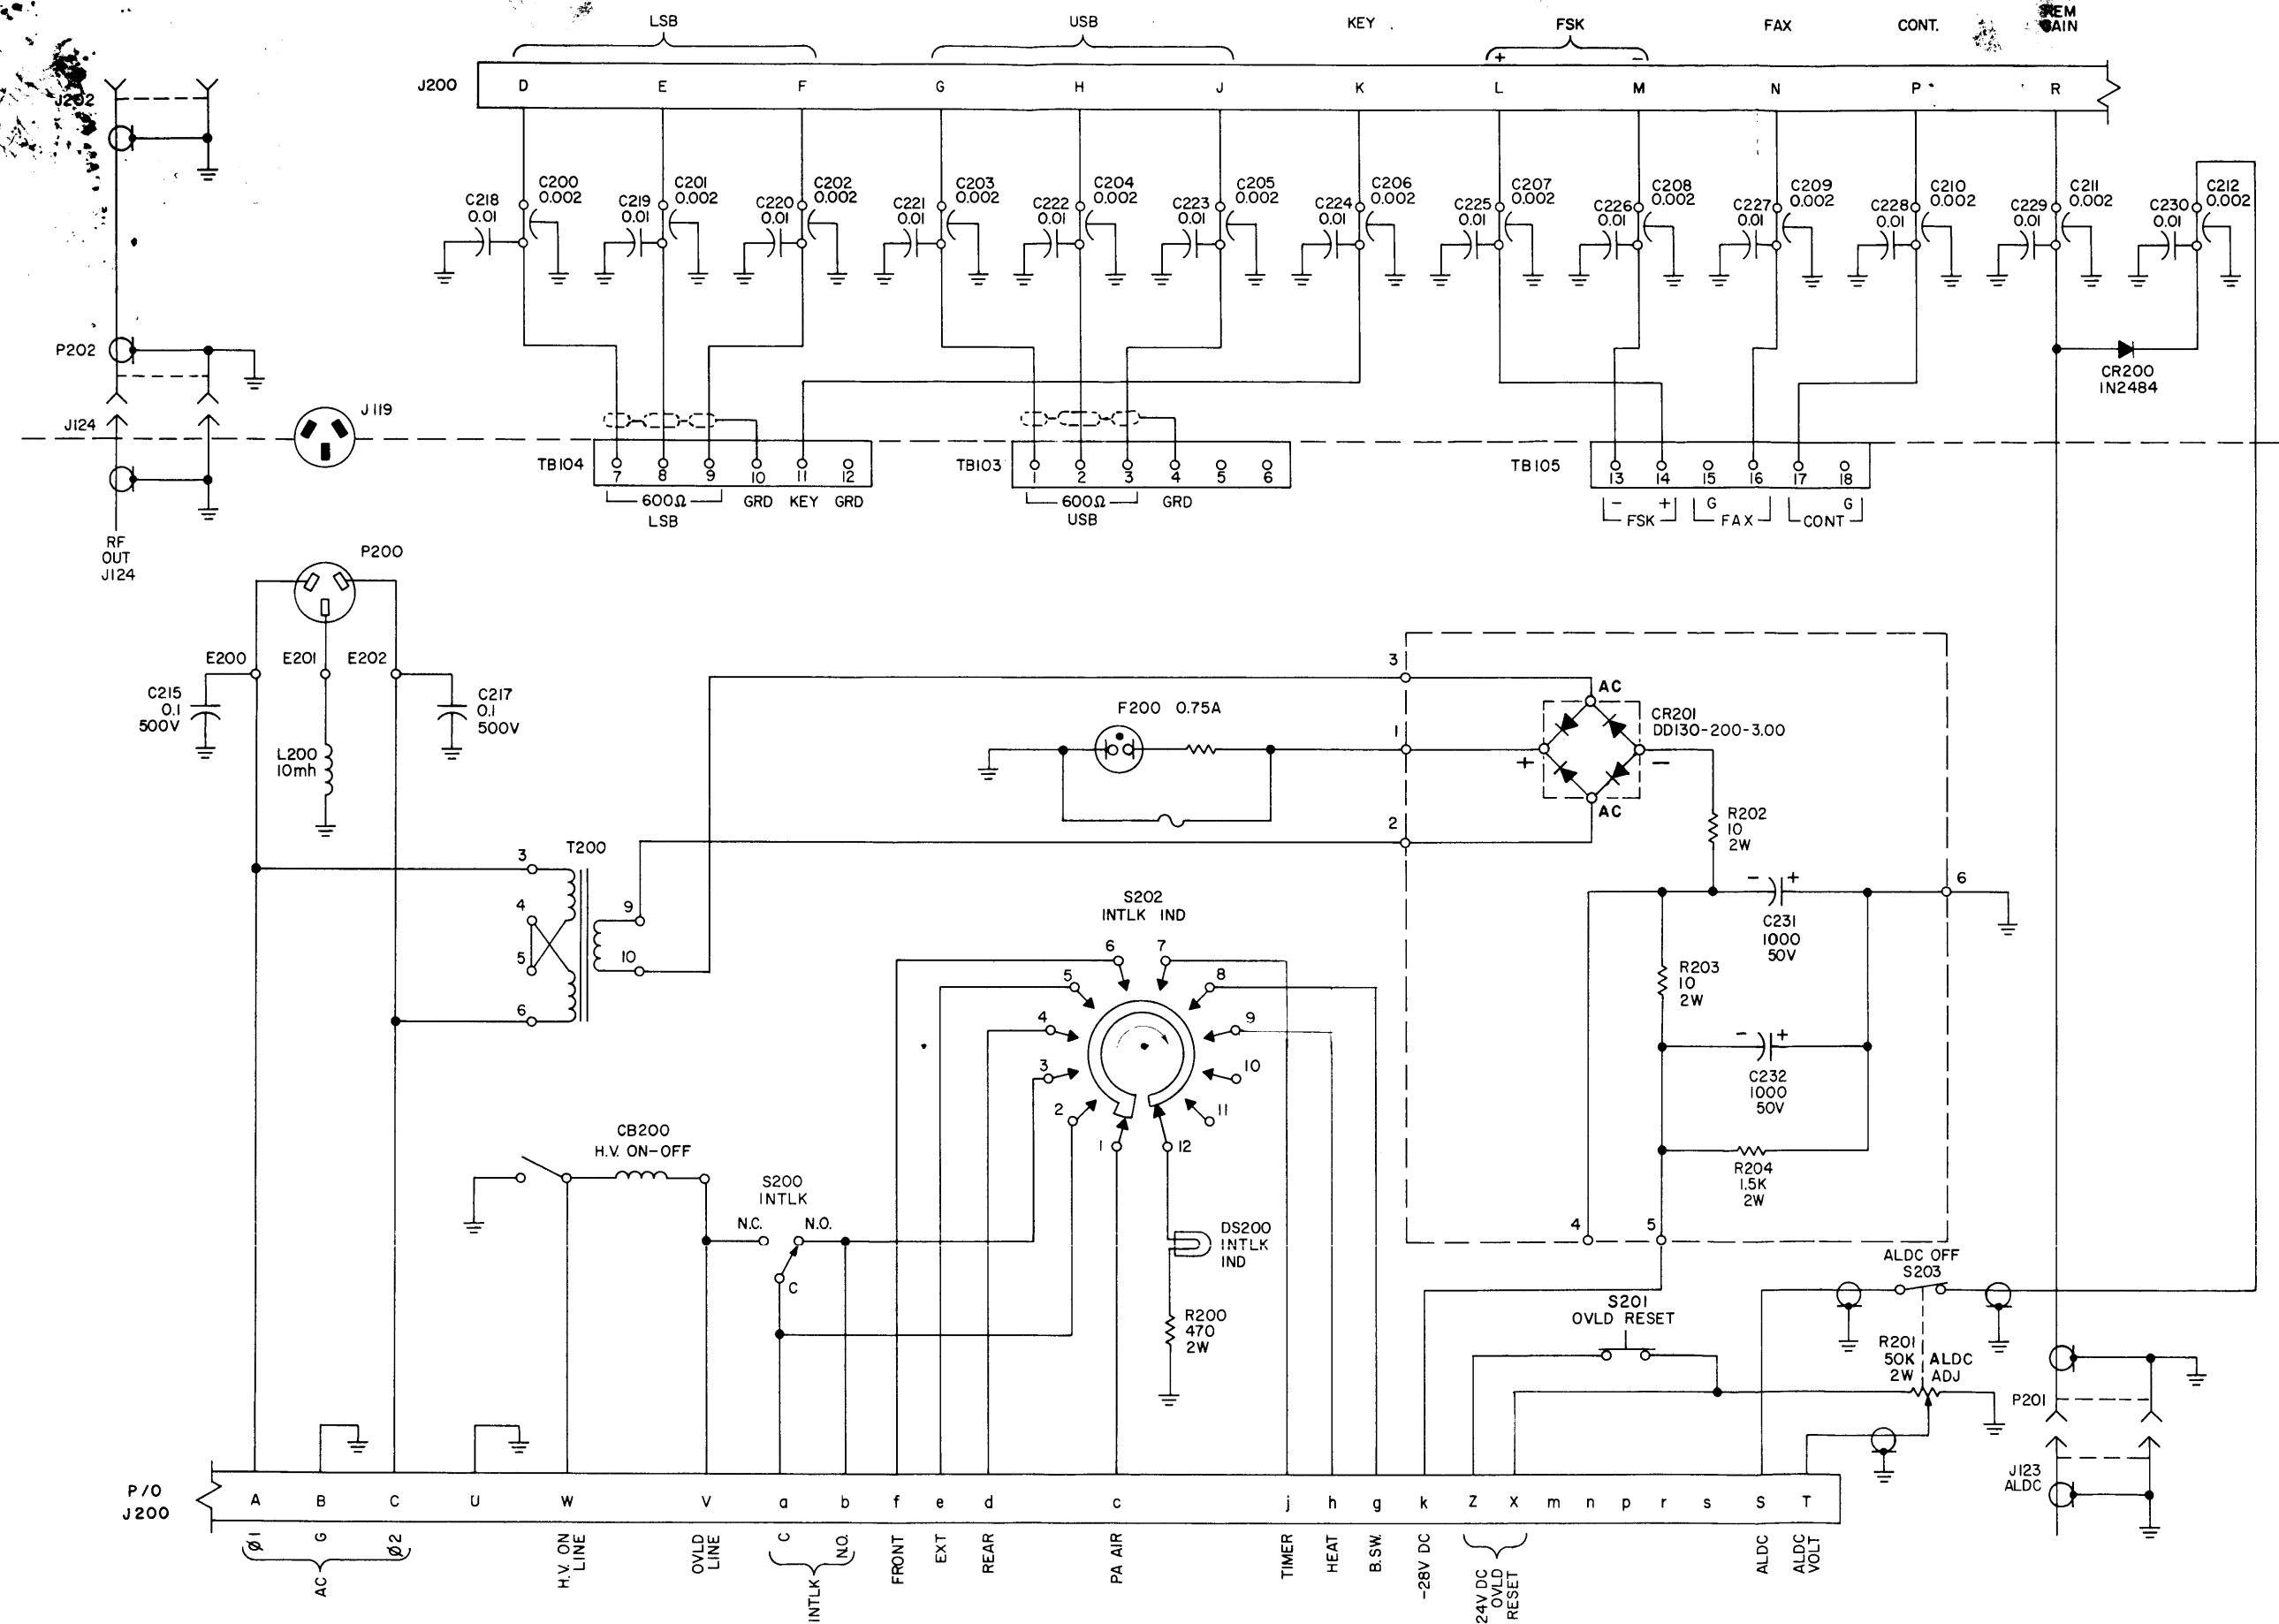 LSB
USB
KEY
FSK
FAX
CONT.
REM
GAIN
+ −
J200 D E F G H J K L M N P R
J202
C218
0.01
C200
0.002
C219
0.01
C201
0.002
C220
0.01
C202
0.002
C221
0.01
C203
0.002
C222
0.01
C204
0.002
C223
0.01
C205
0.002
C224
0.01
C206
0.002
C225
0.01
C207
0.002
C226
0.01
C208
0.002
C227
0.01
C209
0.002
C228
0.01
C210
0.002
C229
0.01
C211
0.002
C230
0.01
C212
0.002
P202
CR200
1N2484
J124
J119
TB104
7 8 9 10 11 12
600Ω GRD KEY GRD
LSB
TB103
1 2 3 4 5 6
600Ω GRD
USB
TB105
13 14 15 16 17 18
− + G G
FSK FAX CONT
RF
OUT
J124
P200
E200 E201 E202
C215
0.1
500V
C217
0.1
500V
L200
10mh
3
1
2
F200 0.75A
AC
CR201
DD130-200-3.00
+ −
AC
R202
10
2W
T200
3
4
5
6
9
10
− +
6
C231
1000
50V
R203
10
2W
− +
C232
1000
50V
R204
1.5K
2W
4 5
S202
INTLK IND
6 7
5 8
4 9
3 10
2 11
1 12
CB200
H.V. ON-OFF
S200
INTLK
N.C. N.O.
C
DS200
INTLK
IND
R200
470
2W
ALDC OFF
S203
S201
OVLD RESET
R201
50K
2W
ALDC
ADJ
P201
J123
ALDC
P/O
J200
A B C U W V a b f e d c j h g k Z X m n p r s S T
Ø1
G
Ø2
AC
H.V. ON
LINE
OVLD
LINE
C
N.O.
INTLK
FRONT
EXT
REAR
PA AIR
TIMER
HEAT
B.SW.
-28V DC
24V DC
OVLD
RESET
ALDC
ALDC
VOLT